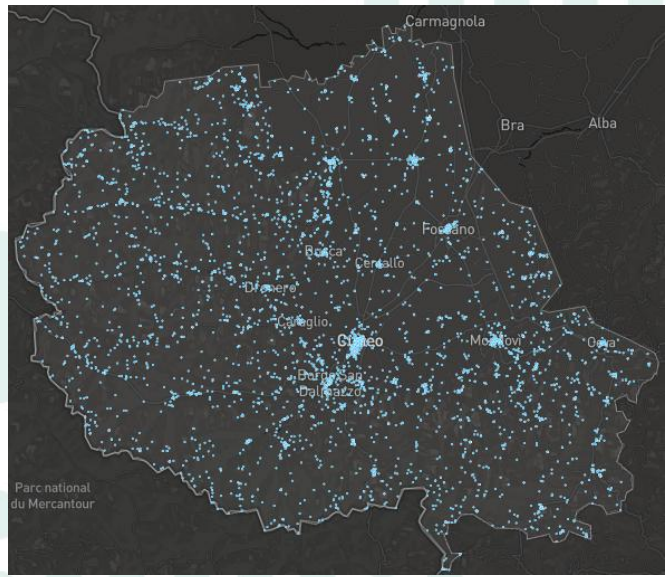 Carmagnola
Bra
Alba
Fossano
Busca
Centallo
Dronero
Caraglio
Cuneo
Mondovì
Ceva
Borgo San
Dalmazzo
Parc national
du Mercantour